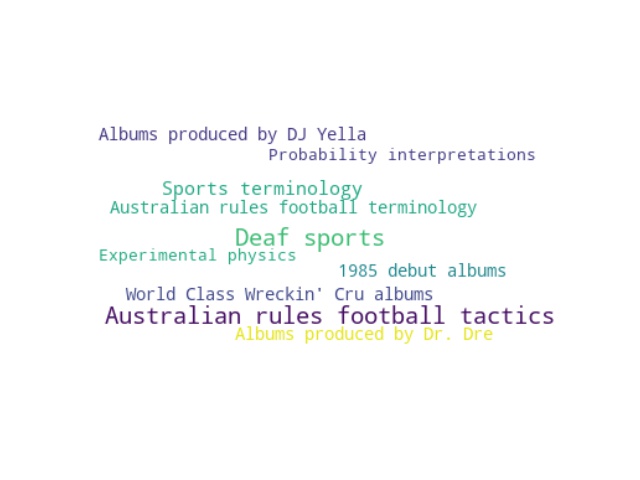 Albums produced by DJ Yella
Probability interpretations
Sports terminology
Australian rules football terminology
Deaf sports
Experimental physics
1985 debut albums
World Class Wreckin' Cru albums
Australian rules football tactics
Albums produced by Dr. Dre